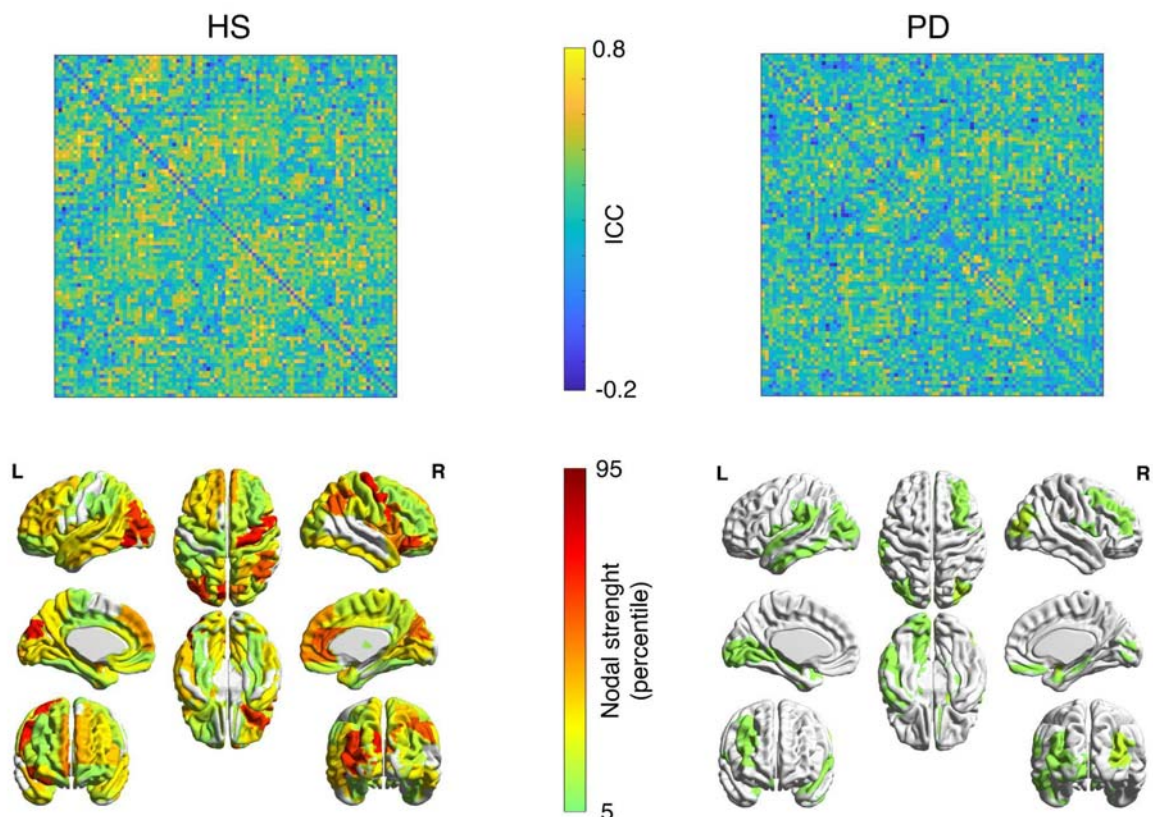 HS
PD
0.8
ICC
-0.2
L
R
95
Nodal strenght
(percentile)
5
L
R